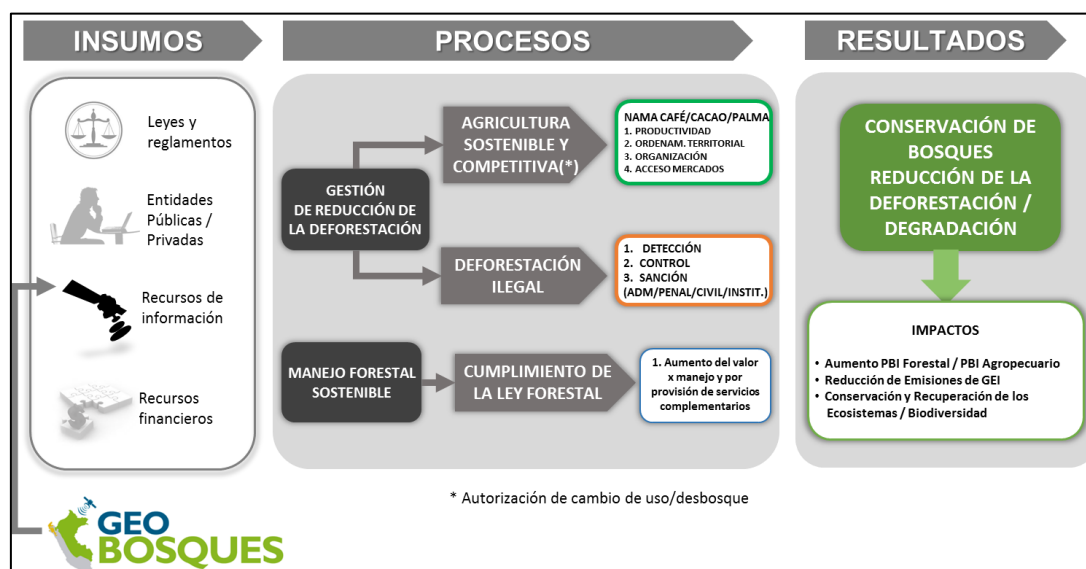 INSUMOS
PROCESOS
RESULTADOS
Leyes y
reglamentos
Entidades
Públicas /
Privadas
Recursos de
información
Recursos
financieros
GESTIÓN
DE REDUCCIÓN DE
LA DEFORESTACIÓN
AGRICULTURA
SOSTENIBLE Y
COMPETITIVA(*)
NAMA CAFÉ/CACAO/PALMA
1. PRODUCTIVIDAD
2. ORDENAM. TERRITORIAL
3. ORGANIZACIÓN
4. ACCESO MERCADOS
DEFORESTACIÓN
ILEGAL
1. DETECCIÓN
2. CONTROL
3. SANCIÓN
(ADM/PENAL/CIVIL/INSTIT.)
MANEJO FORESTAL
SOSTENIBLE
CUMPLIMIENTO DE
LA LEY FORESTAL
1. Aumento del valor
x manejo y por
provisión de servicios
complementarios
CONSERVACIÓN DE
BOSQUES
REDUCCIÓN DE LA
DEFORESTACIÓN /
DEGRADACIÓN
IMPACTOS
• Aumento PBI Forestal / PBI Agropecuario
• Reducción de Emisiones de GEI
• Conservación y Recuperación de los
Ecosistemas / Biodiversidad
* Autorización de cambio de uso/desbosque
GEO
BOSQUES